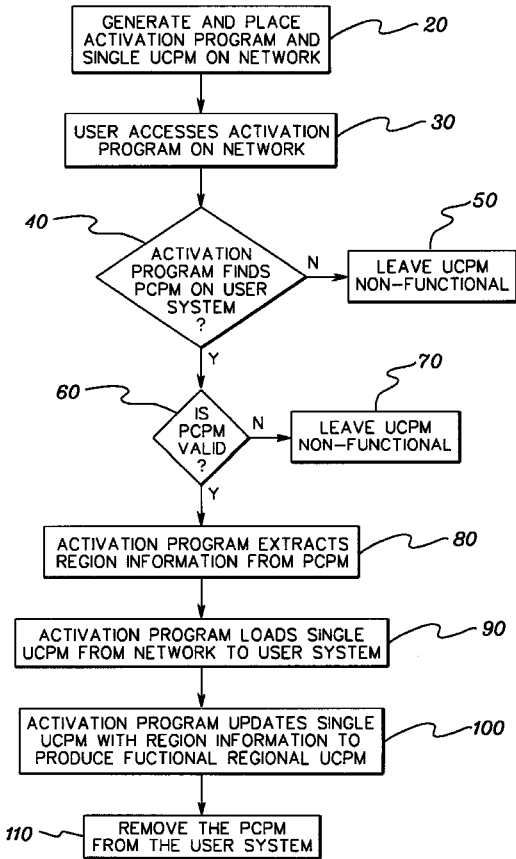 GENERATE AND PLACE
ACTIVATION PROGRAM AND
SINGLE UCPM ON NETWORK
20
USER ACCESSES ACTIVATION
PROGRAM ON NETWORK
30
40
ACTIVATION
PROGRAM FINDS
PCPM ON USER
SYSTEM
?
N
50
LEAVE UCPM
NON-FUNCTIONAL
Y
60
IS
PCPM
VALID
?
N
70
LEAVE UCPM
NON-FUNCTIONAL
Y
ACTIVATION PROGRAM EXTRACTS
REGION INFORMATION FROM PCPM
80
ACTIVATION PROGRAM LOADS SINGLE
UCPM FROM NETWORK TO USER SYSTEM
90
ACTIVATION PROGRAM UPDATES SINGLE
UCPM WITH REGION INFORMATION TO
PRODUCE FUCTIONAL REGIONAL UCPM
100
110
REMOVE THE PCPM
FROM THE USER SYSTEM